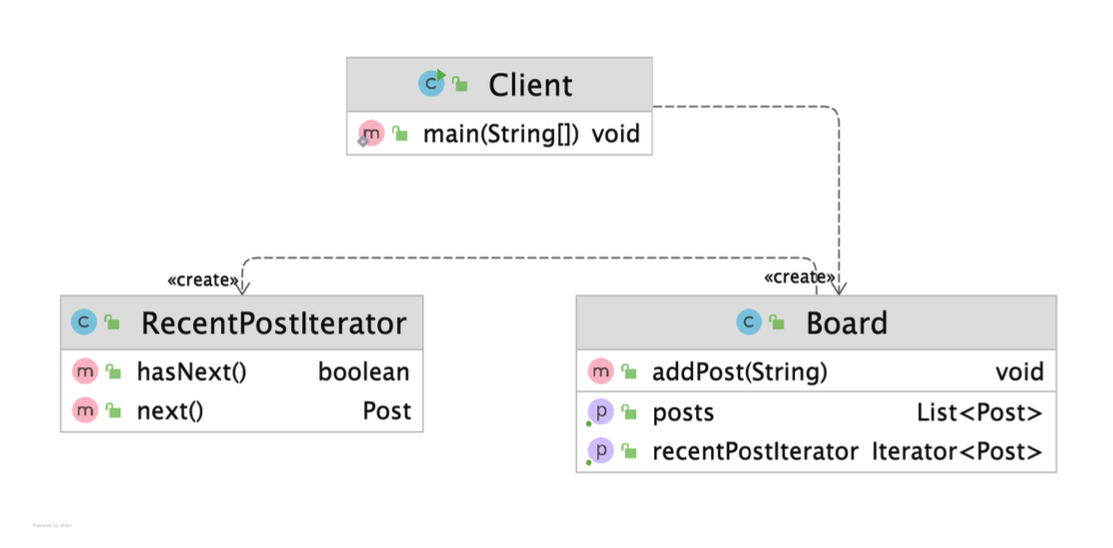 Client
main(String[]) void
«create»
«create»
RecentPostIterator
hasNext() boolean
next() Post
Board
addPost(String) void
posts List<Post>
recentPostIterator Iterator<Post>
Powered by yFiles